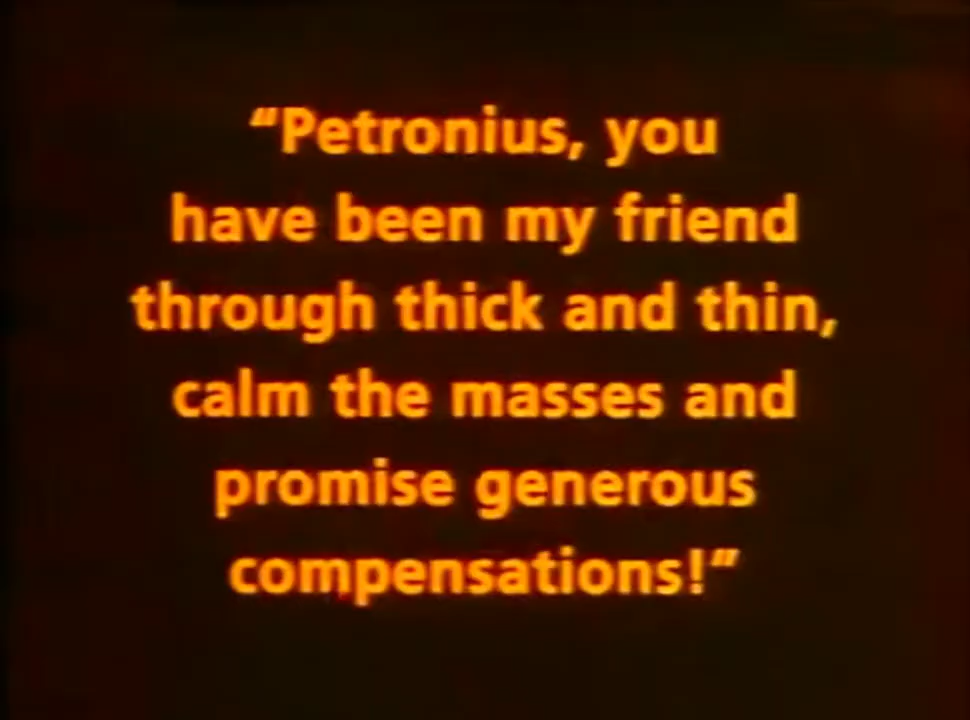 “Petronius, you
have been my friend
through thick and thin,
calm the masses and
promise generous
compensations!”